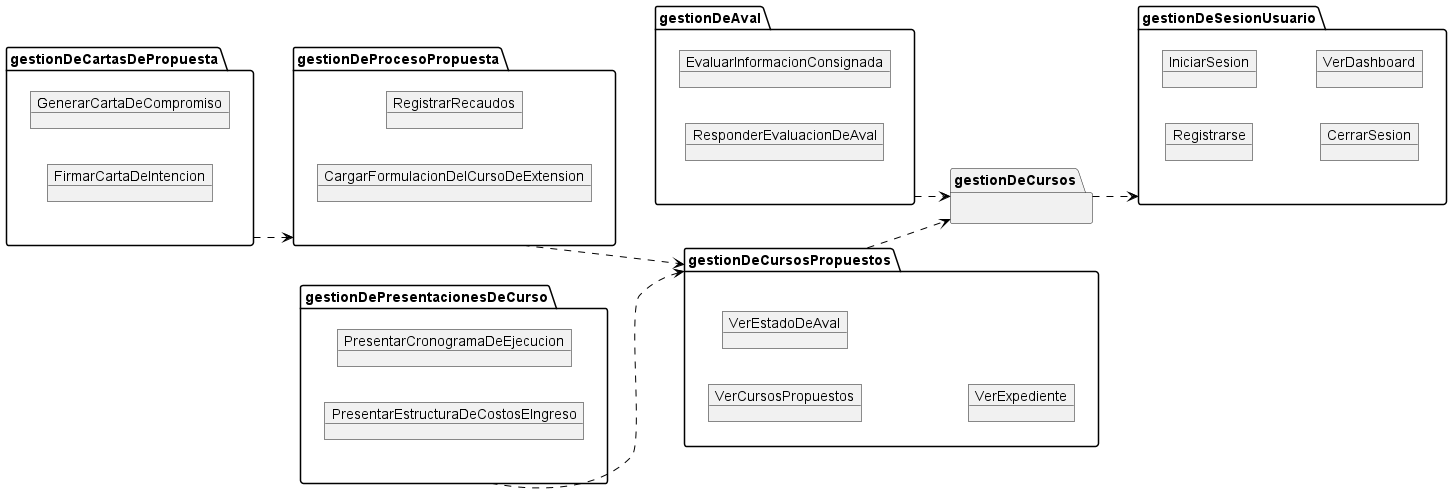 gestionDeCartasDePropuesta
GenerarCartaDeCompromiso
FirmarCartaDeIntencion
gestionDeProcesoPropuesta
RegistrarRecaudos
CargarFormulacionDelCursoDeExtension
gestionDePresentacionesDeCurso
PresentarCronogramaDeEjecucion
PresentarEstructuraDeCostosEIngreso
gestionDeAval
EvaluarInformacionConsignada
ResponderEvaluacionDeAval
gestionDeCursosPropuestos
VerEstadoDeAval
VerCursosPropuestos
VerExpediente
gestionDeCursos
gestionDeSesionUsuario
IniciarSesion
VerDashboard
Registrarse
CerrarSesion